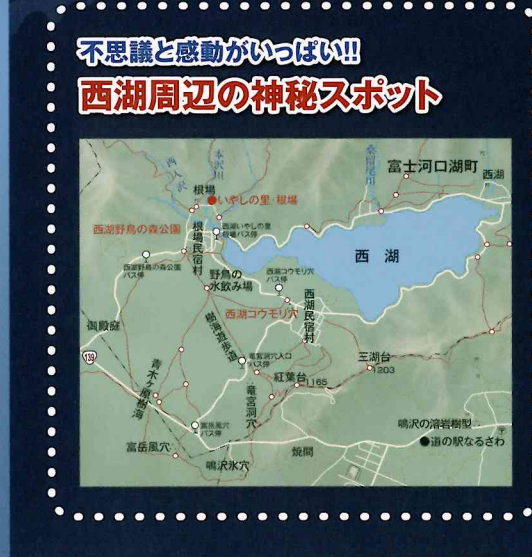 不思議と感動がいっぱい!!
西湖周辺の神秘スポット
富士河口湖町
西湖
本沢川
根場
いやしの里・根場
西湖野鳥の森公園
西湖いやしの里
根場バス停
根場民宿村
西湖
西湖野鳥の森公園
バス停
野鳥の
水飲み場
西湖コウモリ穴
バス停
西湖コウモリ穴
西湖民宿村
御殿庭
樹海遊歩道
139
竜宮洞穴入口
バス停
三湖台
1203
紅葉台
1165
青木ヶ原樹海
竜宮洞穴
富岳風穴
バス停
鳴沢の溶岩樹型
道の駅なるさわ
富岳風穴
焼間
鳴沢氷穴